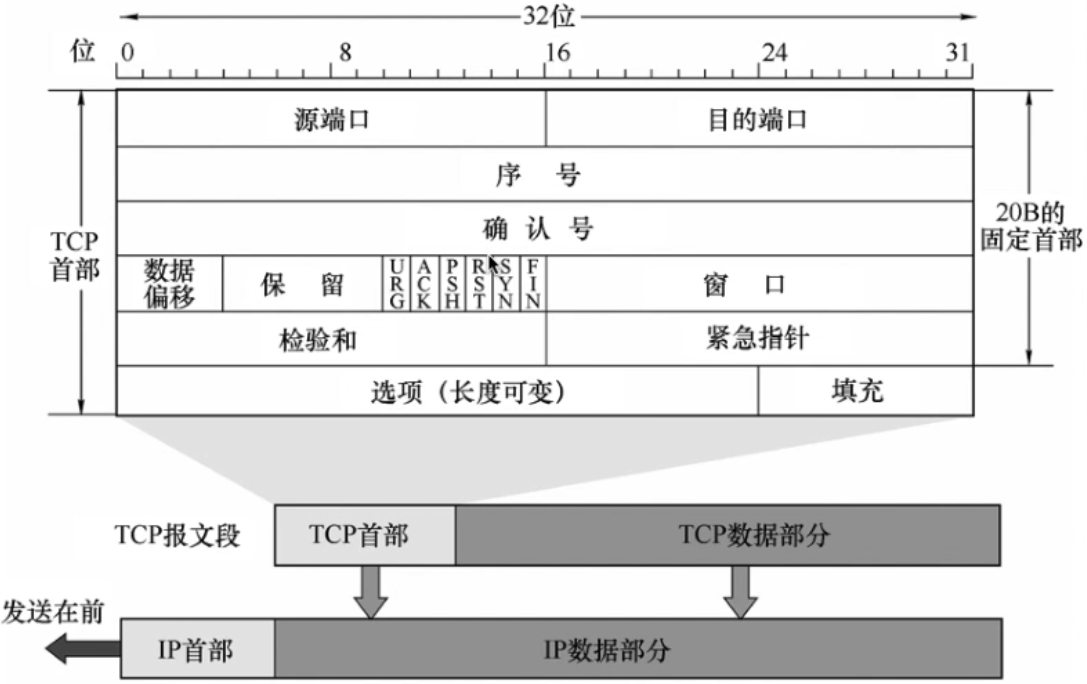 32位
位 0 8 16 24 31
源端口 目的端口
序 号
确 认 号
TCP
首部
20B的
固定首部
数据
偏移
保 留
URG
ACK
PSH
RST
SYN
FIN
窗 口
检验和 紧急指针
选项（长度可变） 填充
TCP报文段 TCP首部 TCP数据部分
发送在前
IP首部 IP数据部分